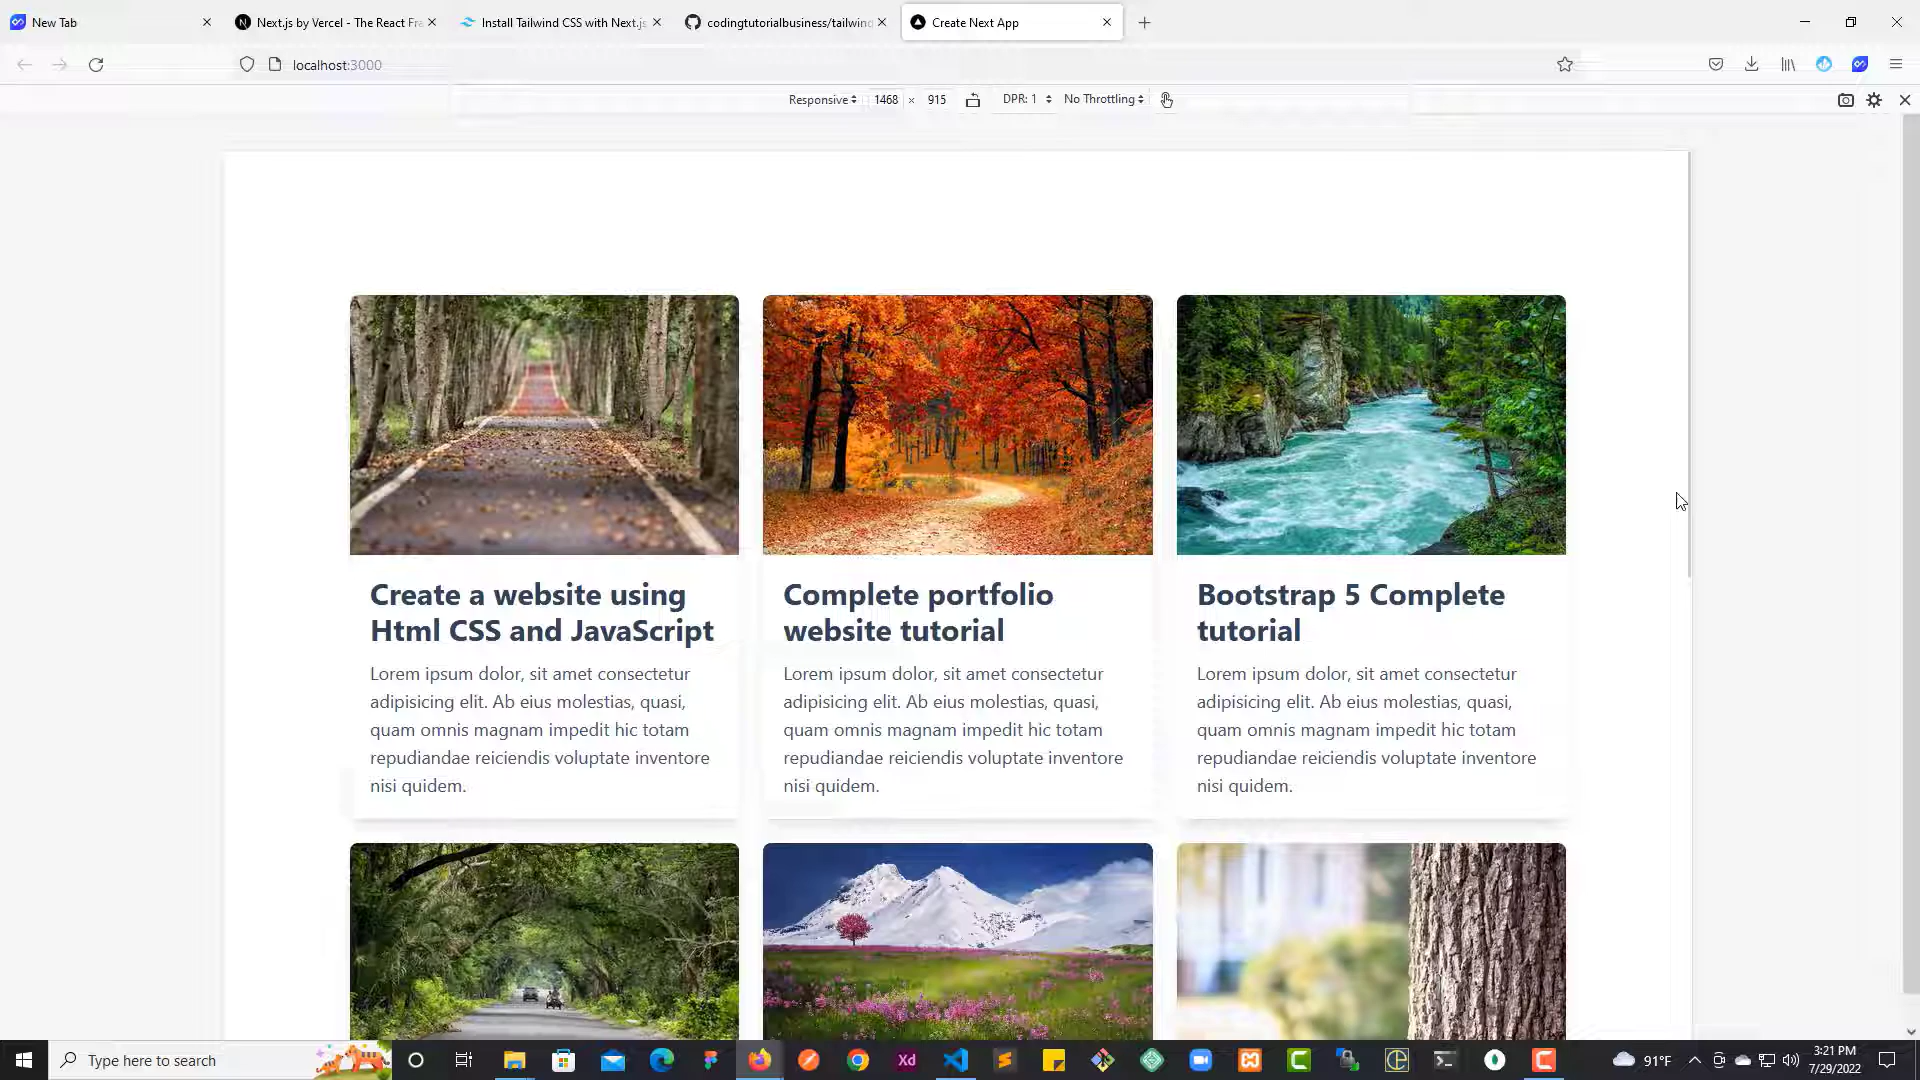 New Tab
Next.js by Vercel - The React Fra
Install Tailwind CSS with Next.js
codingtutorialbusiness/tailwind
Create Next App
localhost:3000
Responsive 1468 × 915 DPR: 1 No Throttling
Create a website using
Html CSS and JavaScript
Lorem ipsum dolor, sit amet consectetur
adipisicing elit. Ab eius molestias, quasi,
quam omnis magnam impedit hic totam
repudiandae reiciendis voluptate inventore
nisi quidem.
Complete portfolio
website tutorial
Lorem ipsum dolor, sit amet consectetur
adipisicing elit. Ab eius molestias, quasi,
quam omnis magnam impedit hic totam
repudiandae reiciendis voluptate inventore
nisi quidem.
Bootstrap 5 Complete
tutorial
Lorem ipsum dolor, sit amet consectetur
adipisicing elit. Ab eius molestias, quasi,
quam omnis magnam impedit hic totam
repudiandae reiciendis voluptate inventore
nisi quidem.
Type here to search
Xd
91°F
3:21 PM
7/29/2022